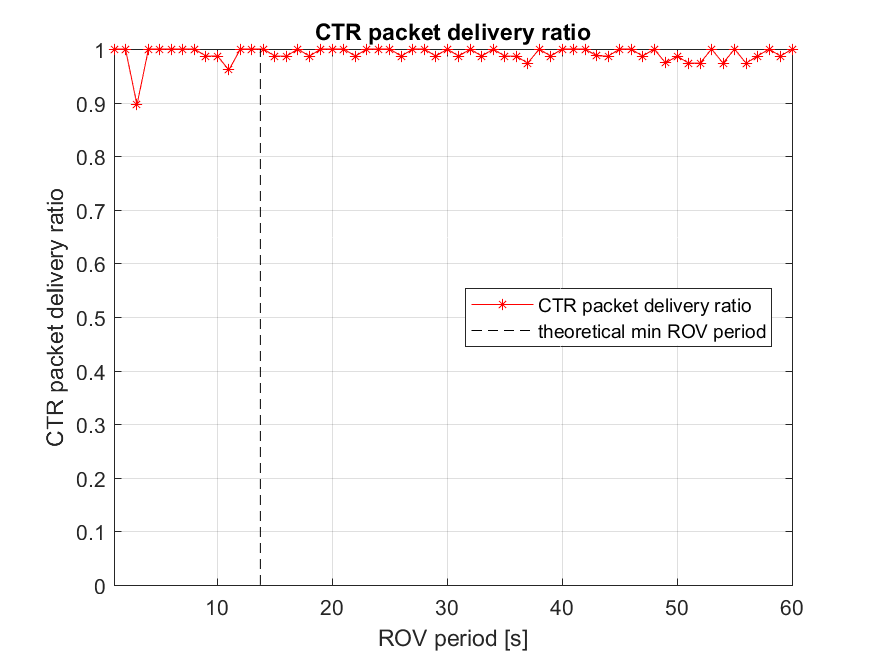 CTR packet delivery ratio
1
0.9
0.8
0.7
0.6
0.5
0.4
0.3
0.2
0.1
0
CTR packet delivery ratio
CTR packet delivery ratio
theoretical min ROV period
10 20 30 40 50 60
ROV period [s]